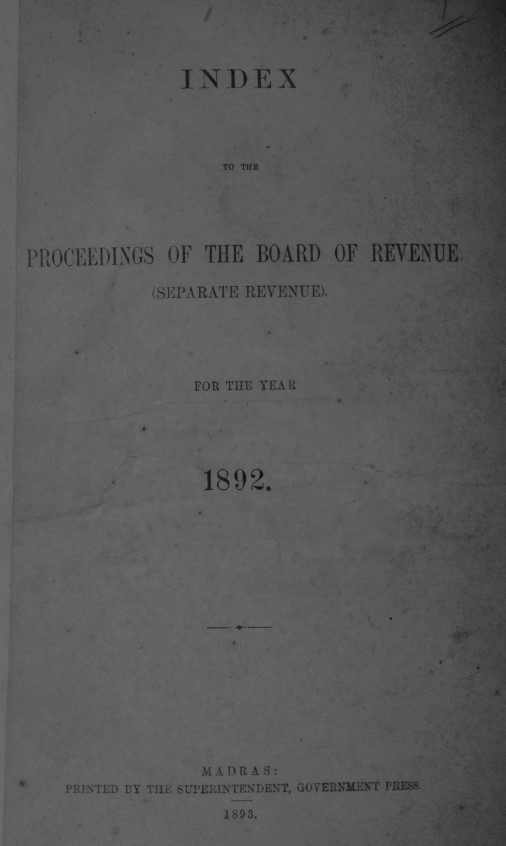 INDEX
TO THE
PROCEEDINGS OF THE BOARD OF REVENUE.
(SEPARATE REVENUE).
FOR THE YEAR
1892.
MADRAS:
PRINTED BY THE SUPERINTENDENT, GOVERNMENT PRESS.
1893.